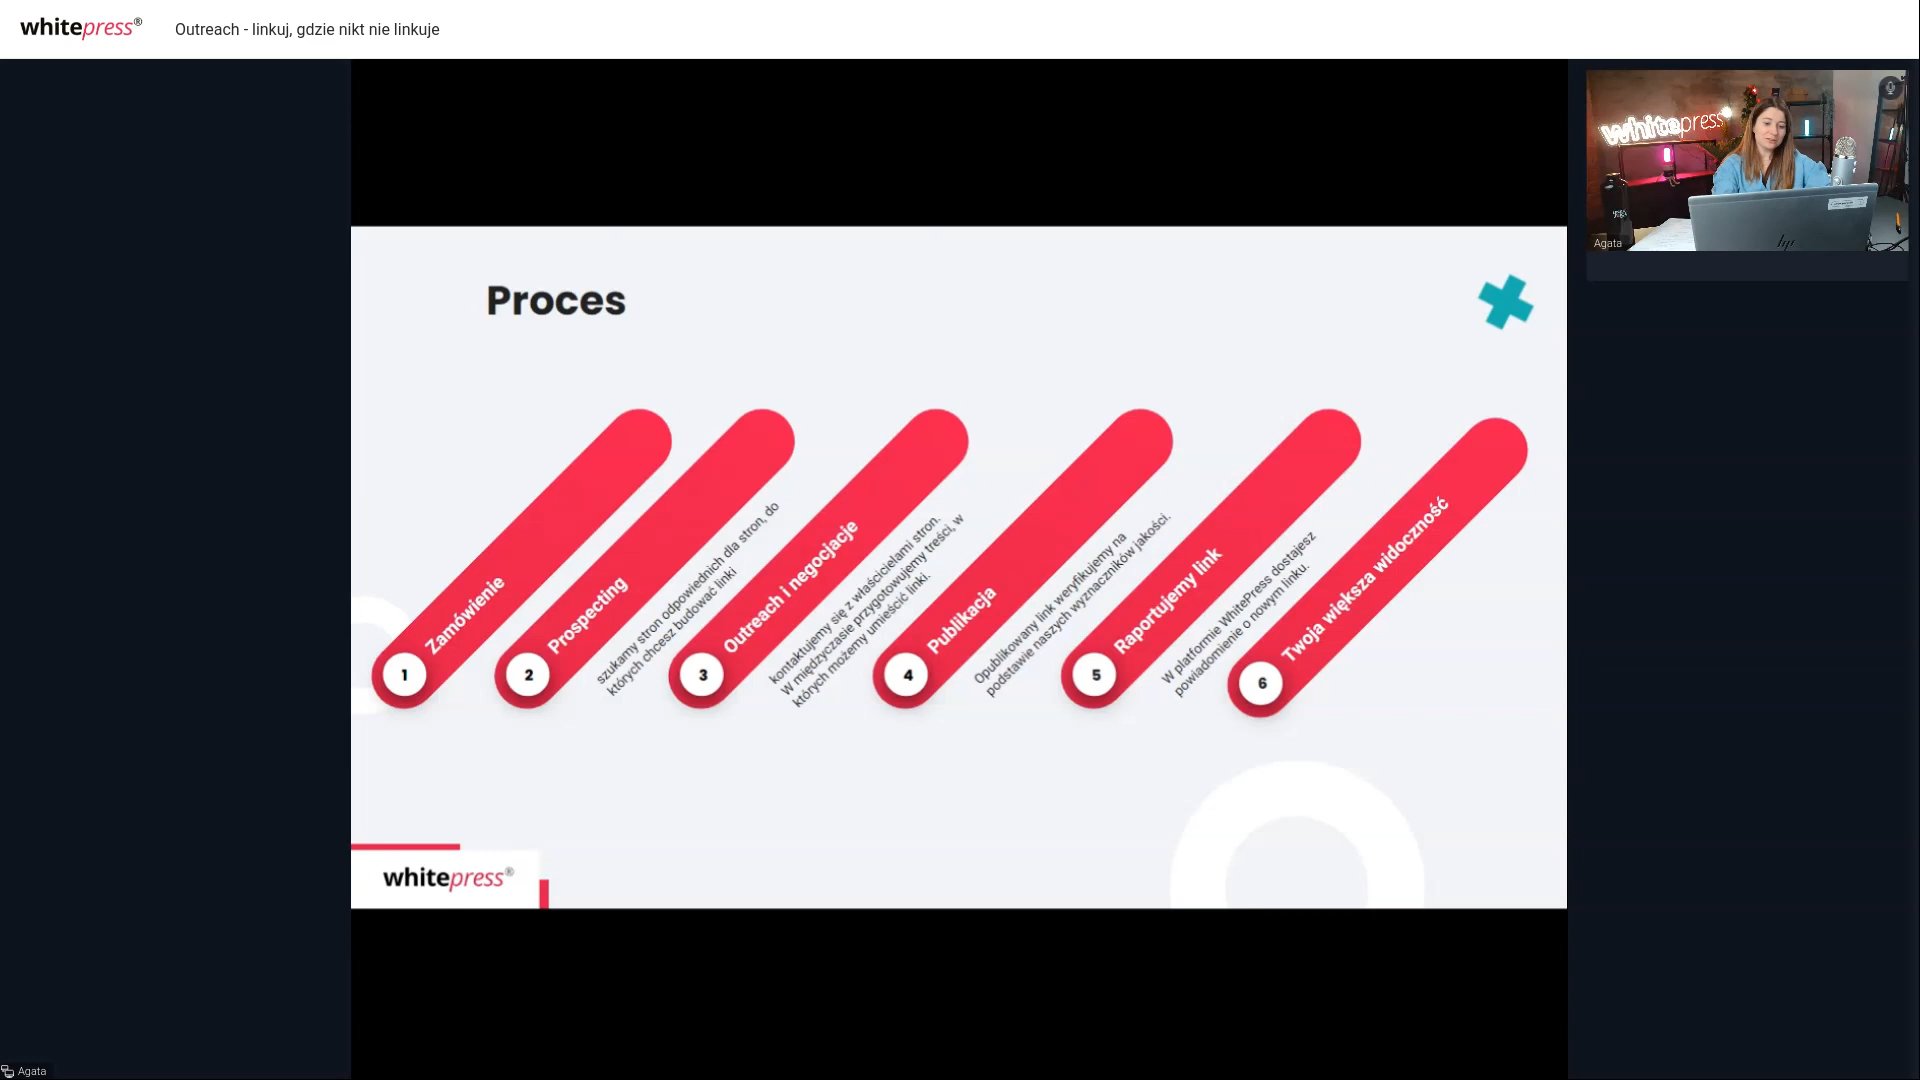 whitepress®
Outreach - linkuj, gdzie nikt nie linkuje
whitepress
Agata
hp
Proces
1
Zamówienie
2
Prospecting
szukamy stron odpowiednich dla stron, do
których chcesz budować linki
3
Outreach i negocjacje
kontaktujemy się z właścicielami stron.
W międzyczasie przygotowujemy treści, w
których możemy umieścić linki.
4
Publikacja
Opublikowany link weryfikujemy na
podstawie naszych wyznaczników jakości.
5
Raportujemy link
W platformie WhitePress dostajesz
powiadomienie o nowym linku.
6
Twoja większa widoczność
whitepress®
Agata